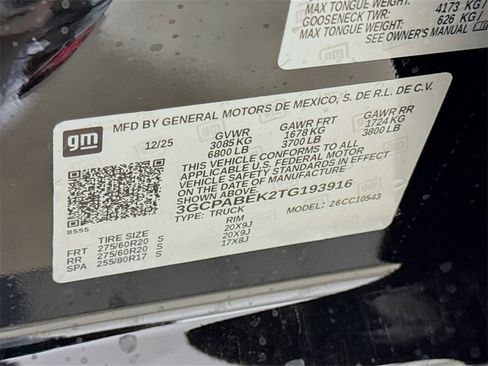 MAX TONGUE WEIGHT: 4173 KG/
GOOSENECK TWR: 626 KG/
MAX TONGUE WEIGHT:
SEE OWNER'S MANUAL
gm
MFD BY GENERAL MOTORS DE MEXICO, S. DE R.L. DE C.V.
12/25 GVWR GAWR FRT GAWR RR
3085KG 1678 KG 1724 KG
6800 LB 3700 LB 3800 LB
THIS VEHICLE CONFORMS TO ALL
APPLICABLE U.S. FEDERAL MOTOR
VEHICLE SAFETY STANDARDS IN
EFFECT ON THE DATE OF MANUFACTURE
SHOWN ABOVE.
3GCPABEK2TG193916
TYPE: TRUCK MODEL: 26CC10543
8555
TIRE SIZE RIM
FRT 275/60R20 S 20X9J
RR 275/60R20 S 20X9J
SPA 255/80R17 S 17X8J